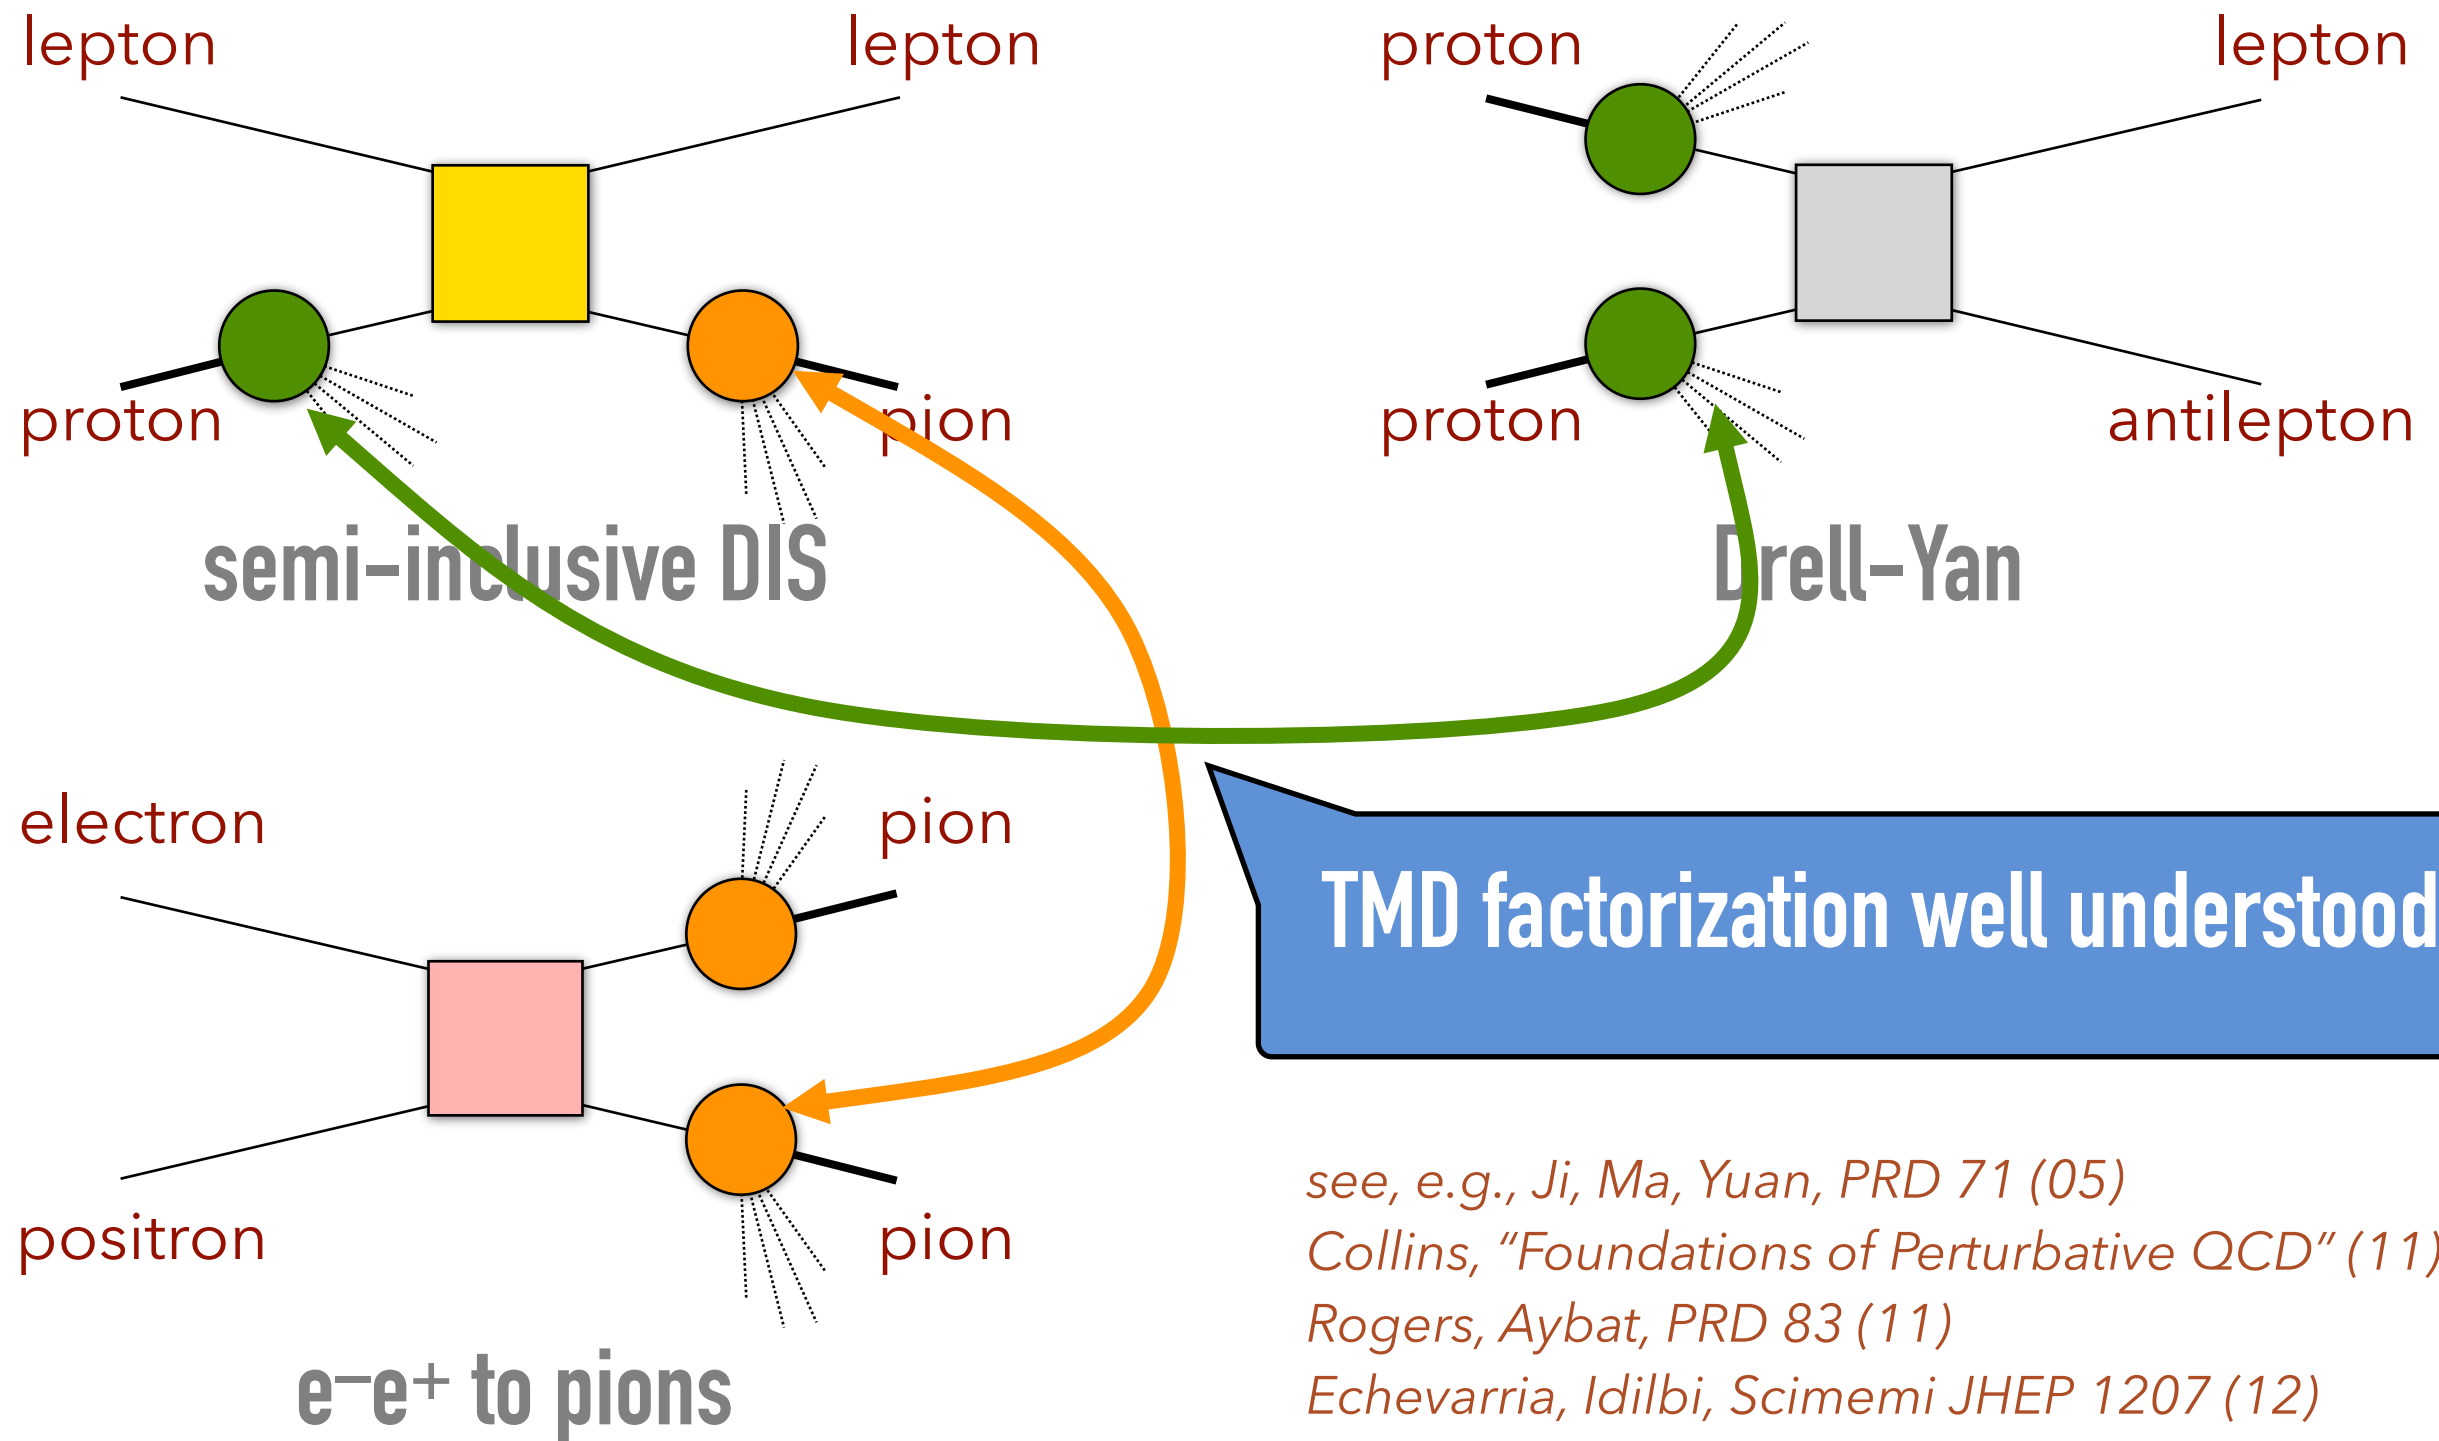 lepton
lepton
proton
pion
semi-inclusive DIS
proton
lepton
proton
antilepton
Drell-Yan
electron
pion
positron
pion
e−e+ to pions
TMD factorization well understood
see, e.g., Ji, Ma, Yuan, PRD 71 (05)
Collins, “Foundations of Perturbative QCD” (11)
Rogers, Aybat, PRD 83 (11)
Echevarria, Idilbi, Scimemi JHEP 1207 (12)